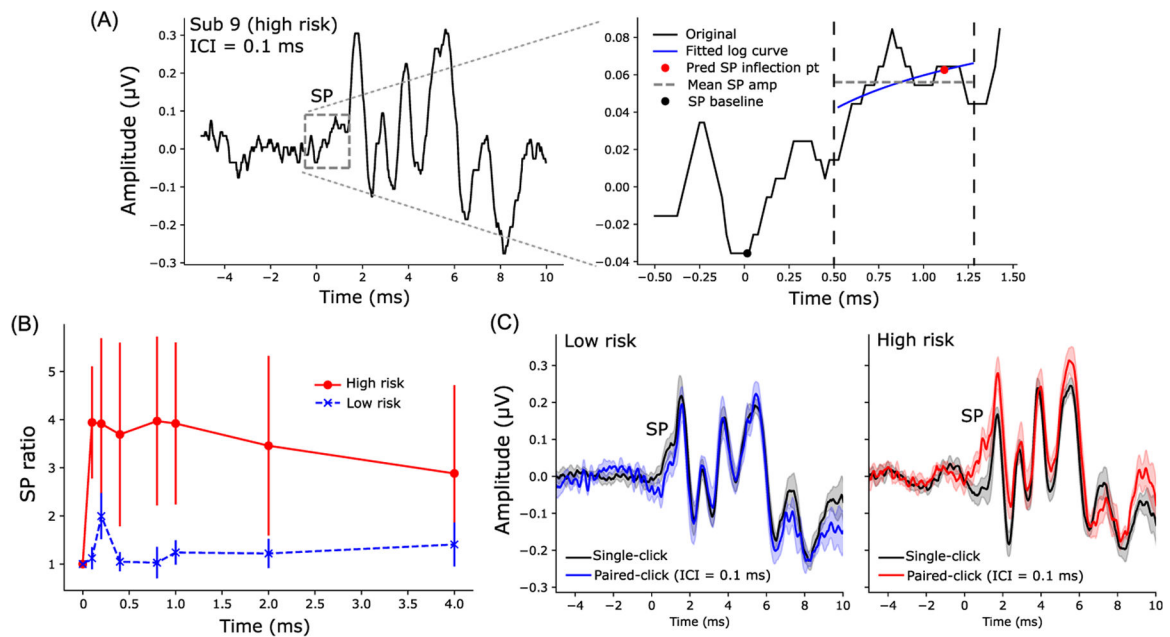 (A)
Sub 9 (high risk)
ICI = 0.1 ms
SP
Amplitude (μV)
0.3
0.2
0.1
0.0
−0.1
−0.2
−0.3
−4 −2 0 2 4 6 8 10
Time (ms)
Original
Fitted log curve
Pred SP inflection pt
Mean SP amp
SP baseline
0.08
0.06
0.04
0.02
0.00
−0.02
−0.04
−0.50 −0.25 0.00 0.25 0.50 0.75 1.00 1.25 1.50
Time (ms)
(B)
SP ratio
5
4
3
2
1
High risk
Low risk
0 0.5 1.0 1.5 2.0 2.5 3.0 3.5 4.0
Time (ms)
(C)
Low risk
SP
Amplitude (μV)
0.3
0.2
0.1
0.0
−0.1
−0.2
−0.3
Single-click
Paired-click (ICI = 0.1 ms)
−4 −2 0 2 4 6 8 10
Time (ms)
High risk
SP
Single-click
Paired-click (ICI = 0.1 ms)
−4 −2 0 2 4 6 8 10
Time (ms)